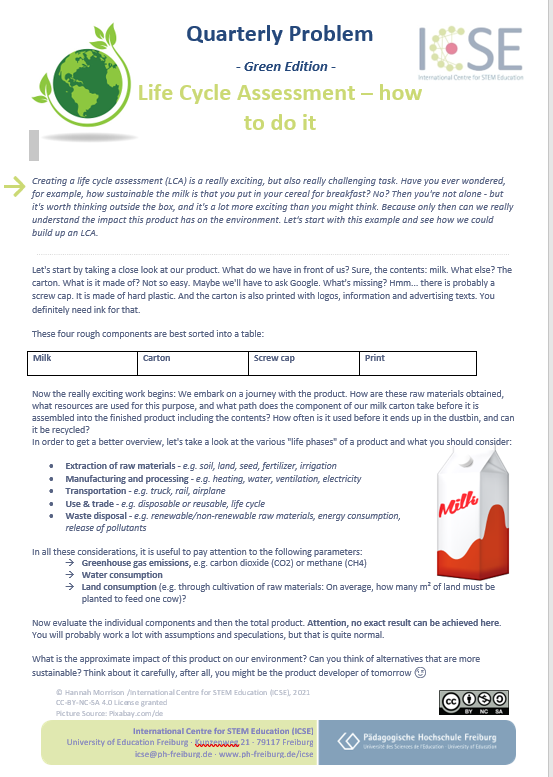 Quarterly Problem
- Green Edition -
Life Cycle Assessment – how
to do it
ICSE
International Centre for STEM Education
Creating a life cycle assessment (LCA) is a really exciting, but also really challenging task. Have you ever wondered,
for example, how sustainable the milk is that you put in your cereal for breakfast? No? Then you're not alone - but
it's worth thinking outside the box, and it's a lot more exciting than you might think. Because only then can we really
understand the impact this product has on the environment. Let's start with this example and see how we could
build up an LCA.
Let's start by taking a close look at our product. What do we have in front of us? Sure, the contents: milk. What else? The
carton. What is it made of? Not so easy. Maybe we'll have to ask Google. What's missing? Hmm... there is probably a
screw cap. It is made of hard plastic. And the carton is also printed with logos, information and advertising texts. You
definitely need ink for that.
These four rough components are best sorted into a table:
Milk Carton Screw cap Print
Now the really exciting work begins: We embark on a journey with the product. How are these raw materials obtained,
what resources are used for this purpose, and what path does the component of our milk carton take before it is
assembled into the finished product including the contents? How often is it used before it ends up in the dustbin, and can
it be recycled?
In order to get a better overview, let's take a look at the various "life phases" of a product and what you should consider:
• Extraction of raw materials - e.g. soil, land, seed, fertilizer, irrigation
• Manufacturing and processing - e.g. heating, water, ventilation, electricity
• Transportation - e.g. truck, rail, airplane
• Use & trade - e.g. disposable or reusable, life cycle
• Waste disposal - e.g. renewable/non-renewable raw materials, energy consumption,
release of pollutants
Milk
In all these considerations, it is useful to pay attention to the following parameters:
→ Greenhouse gas emissions, e.g. carbon dioxide (CO2) or methane (CH4)
→ Water consumption
→ Land consumption (e.g. through cultivation of raw materials: On average, how many m² of land must be
planted to feed one cow)?
Now evaluate the individual components and then the total product. Attention, no exact result can be achieved here.
You will probably work a lot with assumptions and speculations, but that is quite normal.
What is the approximate impact of this product on our environment? Can you think of alternatives that are more
sustainable? Think about it carefully, after all, you might be the product developer of tomorrow 😉
© Hannah Morrison /International Centre for STEM Education (ICSE), 2021
CC-BY-NC-SA 4.0 License granted
Picture Source: Pixabay.com/de
CC BY NC SA
International Centre for STEM Education (ICSE)
University of Education Freiburg · Kunzenweg 21 · 79117 Freiburg
icse@ph-freiburg.de · www.ph-freiburg.de/icse
Pädagogische Hochschule Freiburg
Université des Sciences de l'Education · University of Education